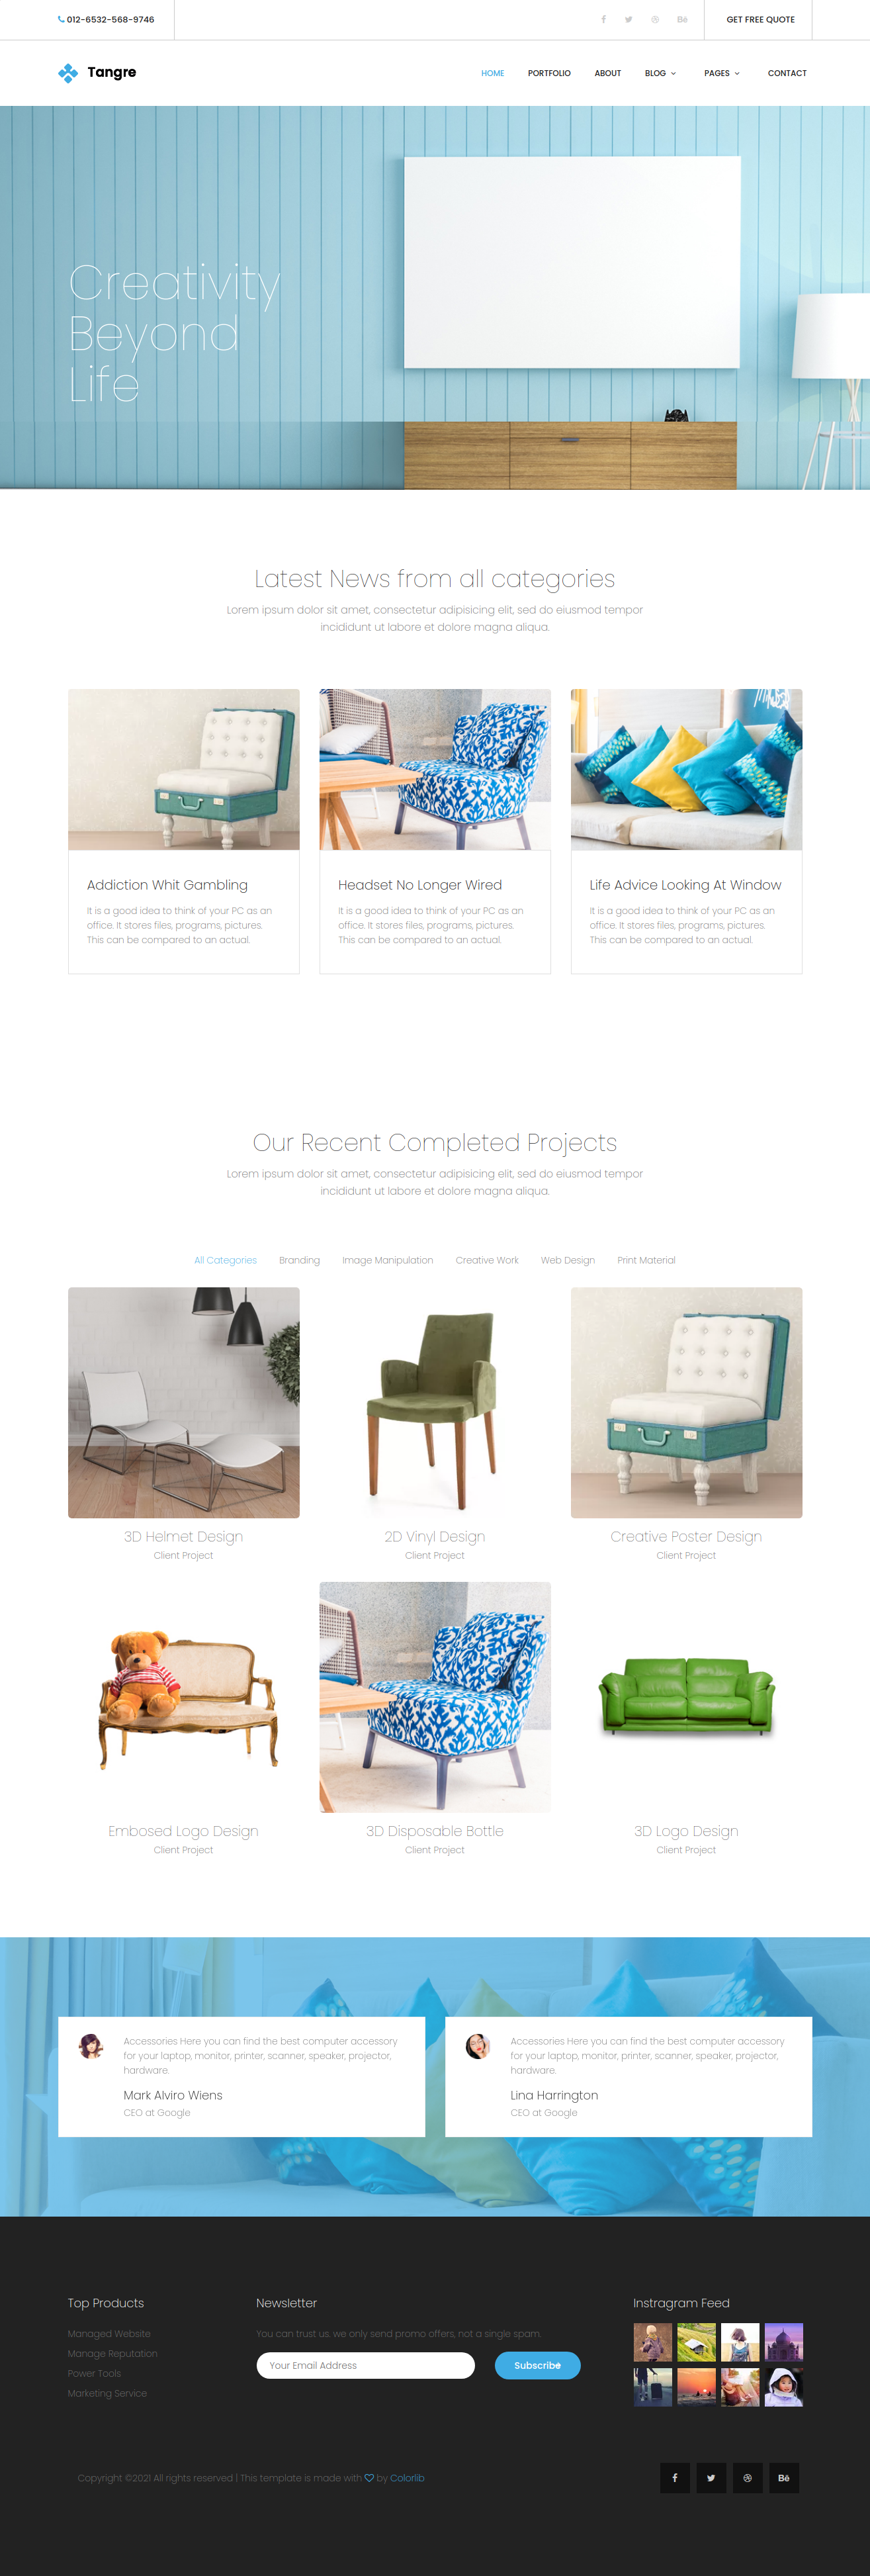 012-6532-568-9746
GET FREE QUOTE
Tangre
HOME PORTFOLIO ABOUT BLOG PAGES CONTACT
Creativity
Beyond
Life
Latest News from all categories
Lorem ipsum dolor sit amet, consectetur adipisicing elit, sed do eiusmod tempor
incididunt ut labore et dolore magna aliqua.
Addiction Whit Gambling
It is a good idea to think of your PC as an
office. It stores files, programs, pictures.
This can be compared to an actual.
Headset No Longer Wired
It is a good idea to think of your PC as an
office. It stores files, programs, pictures.
This can be compared to an actual.
Life Advice Looking At Window
It is a good idea to think of your PC as an
office. It stores files, programs, pictures.
This can be compared to an actual.
Our Recent Completed Projects
Lorem ipsum dolor sit amet, consectetur adipisicing elit, sed do eiusmod tempor
incididunt ut labore et dolore magna aliqua.
All Categories Branding Image Manipulation Creative Work Web Design Print Material
3D Helmet Design
Client Project
2D Vinyl Design
Client Project
Creative Poster Design
Client Project
Embosed Logo Design
Client Project
3D Disposable Bottle
Client Project
3D Logo Design
Client Project
Accessories Here you can find the best computer accessory
for your laptop, monitor, printer, scanner, speaker, projector,
hardware.
Mark Alviro Wiens
CEO at Google
Accessories Here you can find the best computer accessory
for your laptop, monitor, printer, scanner, speaker, projector,
hardware.
Lina Harrington
CEO at Google
Top Products
Managed Website
Manage Reputation
Power Tools
Marketing Service
Newsletter
You can trust us. we only send promo offers, not a single spam.
Your Email Address
Subscribe
Instragram Feed
Copyright ©2021 All rights reserved | This template is made with by Colorlib